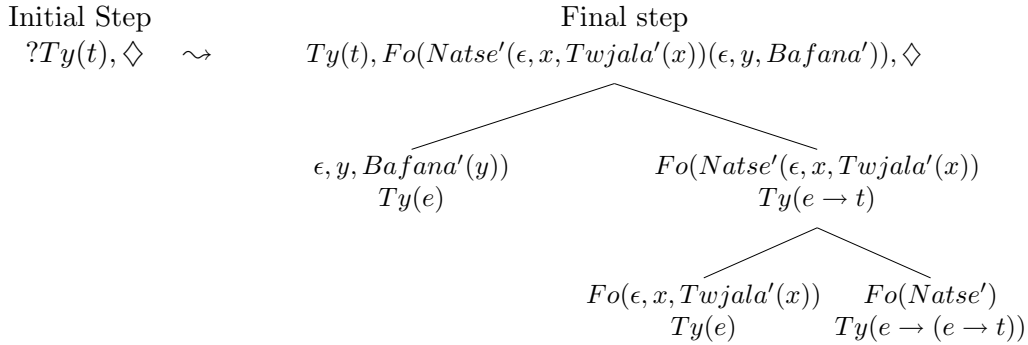 Initial Step Final step
?Ty(t), ♢ ⇝ Ty(t), Fo(Natse′(ϵ, x, Twjala′(x))(ϵ, y, Bafana′)), ♢
ϵ, y, Bafana′(y)) Fo(Natse′(ϵ, x, Twjala′(x))
Ty(e) Ty(e → t)
Fo(ϵ, x, Twjala′(x)) Fo(Natse′)
Ty(e) Ty(e → (e → t))